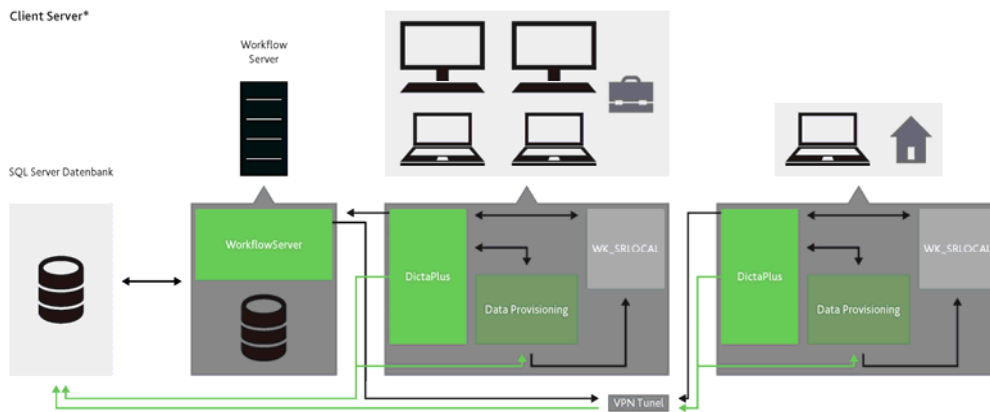 Client Server*
Workflow
Server
SQL Server Datenbank
WorkflowServer
DictaPlus
WK_SRLOCAL
Data Provisioning
DictaPlus
WK_SRLOCAL
Data Provisioning
VPN Tunel